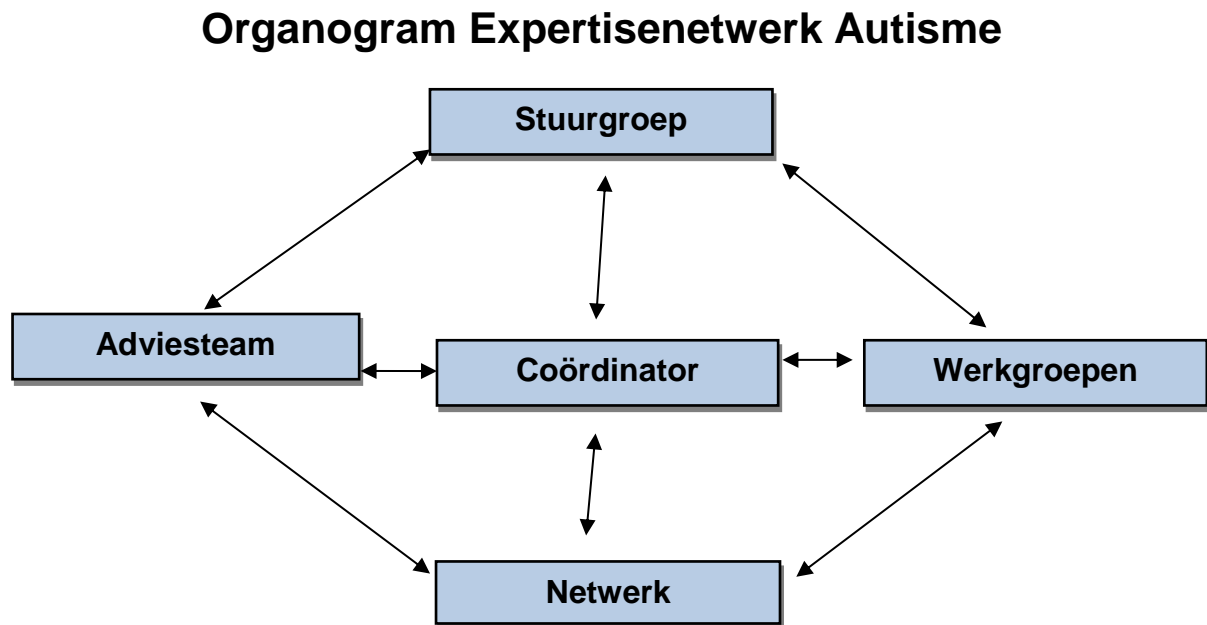 Organogram Expertisenetwerk Autisme
Stuurgroep
Adviesteam
Coördinator
Werkgroepen
Netwerk